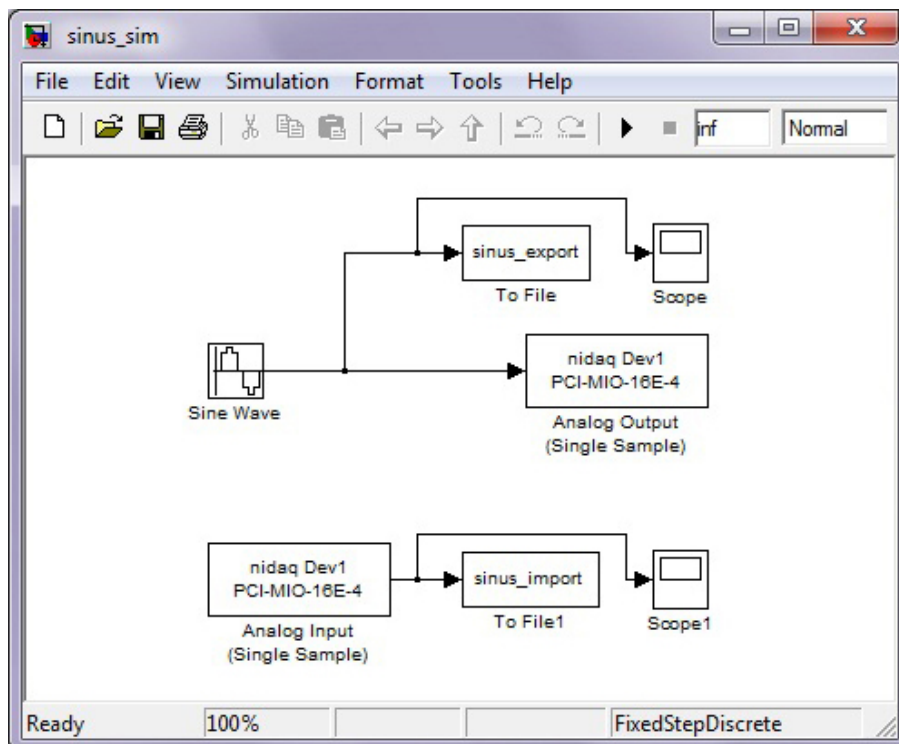 sinus_sim
File Edit View Simulation Format Tools Help
inf Normal
sinus_export
To File
Scope
nidaq Dev1
PCI-MIO-16E-4
Analog Output
(Single Sample)
Sine Wave
nidaq Dev1
PCI-MIO-16E-4
Analog Input
(Single Sample)
sinus_import
To File1
Scope1
Ready 100% FixedStepDiscrete